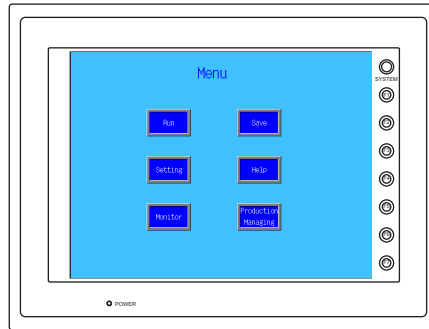 Menu
SYSTEM
Run
Save
Setting
Help
Monitor
Production
Managing
POWER